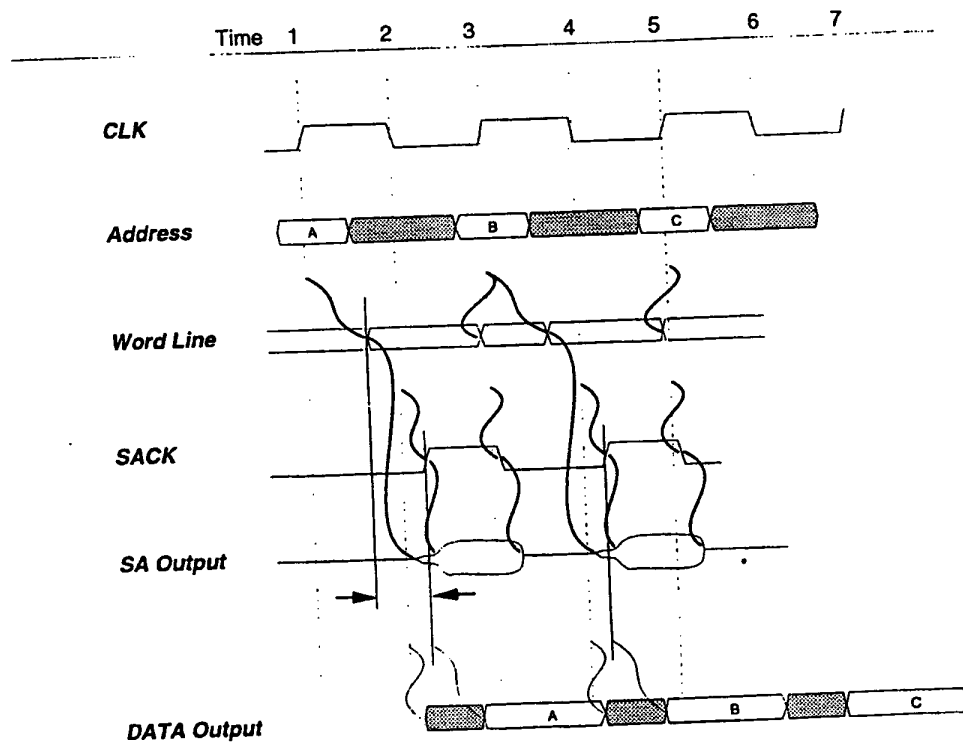 Time 1 2 3 4 5 6 7
CLK
Address A B C
Word Line
SACK
SA Output
DATA Output A B C